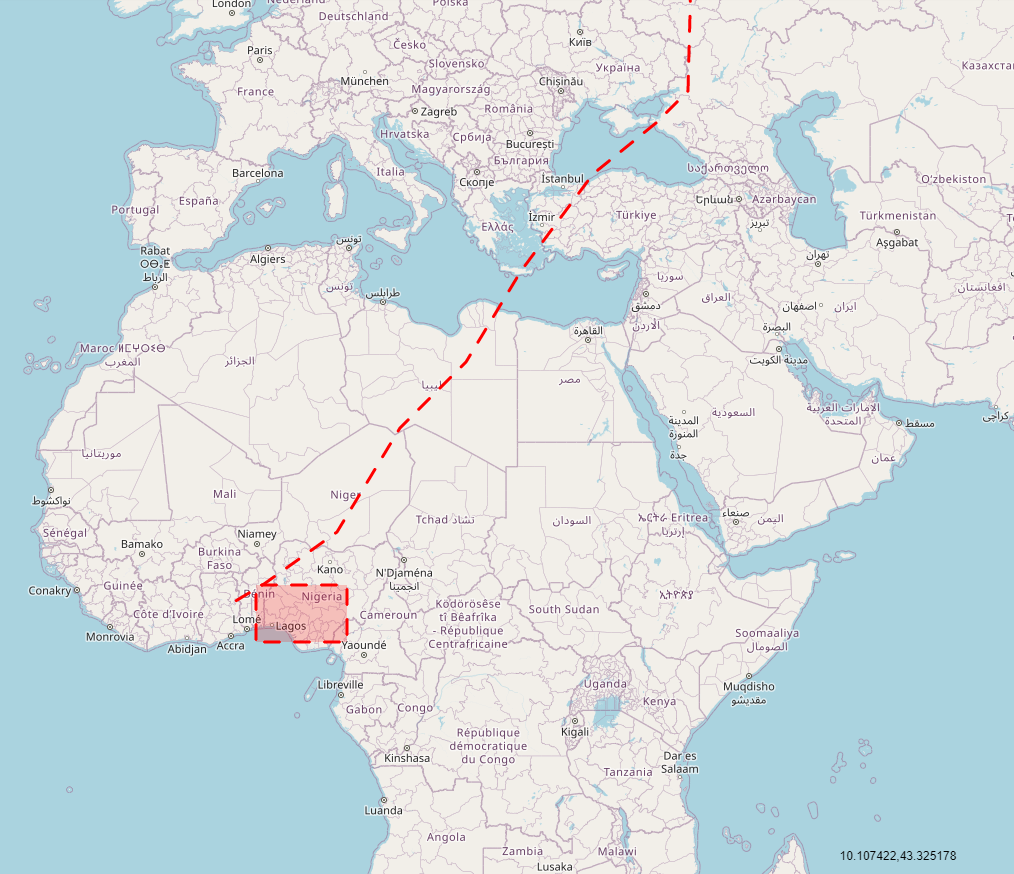 London
Nederland
Polska
Deutschland
Київ
Česko
Paris
Slovensko
Україна
Казахстан
München
Magyarország
Chișinău
France
Zagreb
România
Hrvatska
Србија
București
България
Barcelona
Italia
İstanbul
საქართველო
O'zbekiston
Скопје
España
Portugal
Երևան
Azərbaycan
Türkmenistan
İzmir
Türkiye
Ελλάς
تبريز
Aşgabat
Rabat
ⵔⴱⴰⵟ
الرباط
Algiers
تونس
تهران
سوريا
افغانستان
تونس
طرابلس
دمشق
العراق
اصفهان
ایران
الأردن
البصرة
القاهرة
Maroc ⵍⵎⵖⵔⵉⴱ
المغرب
الجزائر
مدينة الكويت
ليبيا
مصر
السعودية
الإمارات العربية
المتحدة
کراچی
المدينة
المنورة
مسقط
جدة
موريتانيا
عمان
Mali
Niger
نواكشوط
Tchad تشاد
السودان
ኤርትራ Eritrea
إرتريا
صنعاء
اليمن
Sénégal
Niamey
Bamako
Burkina
Faso
Kano
N'Djaména
انجمينا
Guinée
Conakry
Bénin
Nigeria
ኢትዮጵያ
Côte d'Ivoire
Cameroun
Ködörösêse
tî Bêafrîka
- République
Centrafricaine
South Sudan
Lomé
Lagos
Monrovia
Abidjan
Accra
Yaoundé
Soomaaliya
الصومال
Libreville
Uganda
Muqdisho
مقديشو
Gabon
Congo
Kenya
Kigali
République
démocratique
du Congo
Kinshasa
Dar es
Salaam
Tanzania
Luanda
Angola
Zambia
Malawi
Lusaka
10.107422,43.325178